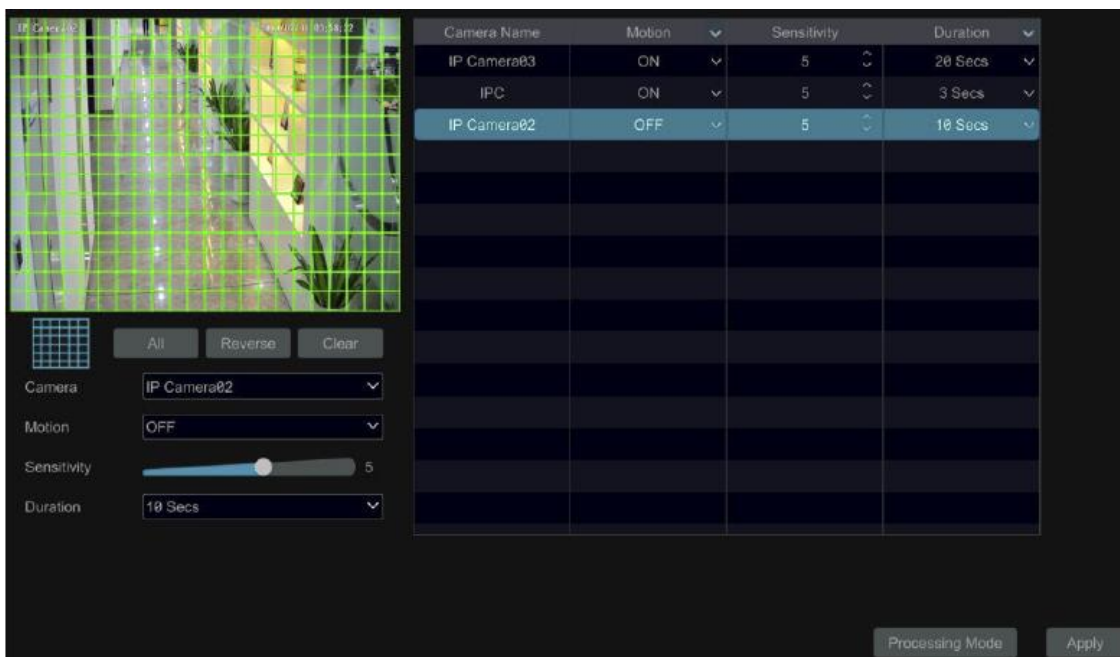 IP Camera02
Camera Name Motion Sensitivity Duration
IP Camera03 ON 5 20 Secs
IPC ON 5 3 Secs
IP Camera02 OFF 5 10 Secs
All Reverse Clear
Camera IP Camera02
Motion OFF
Sensitivity 5
Duration 10 Secs
Processing Mode Apply